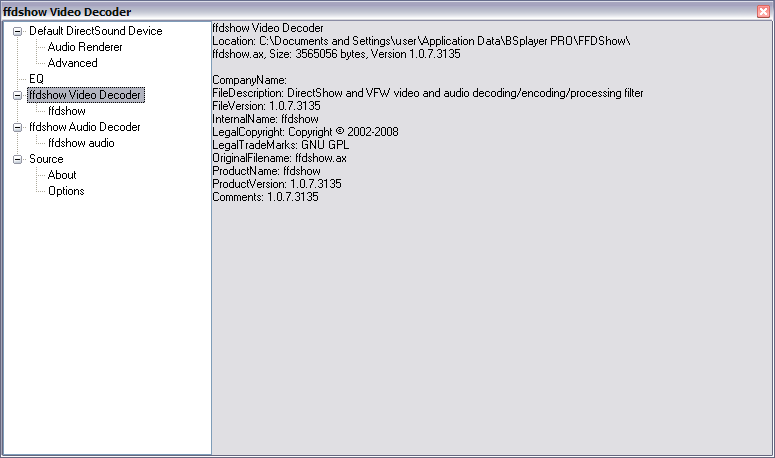 ffdshow Video Decoder
Default DirectSound Device
Audio Renderer
Advanced
EQ
ffdshow Video Decoder
ffdshow
ffdshow Audio Decoder
ffdshow audio
Source
About
Options
ffdshow Video Decoder
Location: C:\Documents and Settings\user\Application Data\BSplayer PRO\FFDShow\
ffdshow.ax, Size: 3565056 bytes, Version 1.0.7.3135
CompanyName:
FileDescription: DirectShow and VFW video and audio decoding/encoding/processing filter
FileVersion: 1.0.7.3135
InternalName: ffdshow
LegalCopyright: Copyright © 2002-2008
LegalTradeMarks: GNU GPL
OriginalFilename: ffdshow.ax
ProductName: ffdshow
ProductVersion: 1.0.7.3135
Comments: 1.0.7.3135